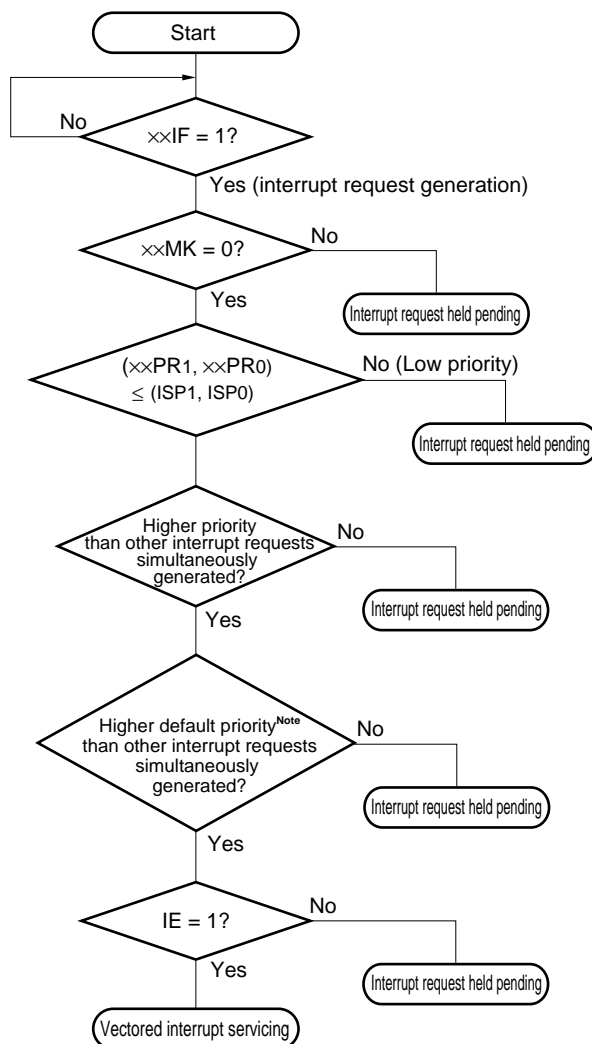 Start
No
××IF = 1?
Yes (interrupt request generation)
No
××MK = 0?
Yes
Interrupt request held pending
(××PR1, ××PR0)
≤ (ISP1, ISP0)
No (Low priority)
Interrupt request held pending
Higher priority
than other interrupt requests
simultaneously
generated?
No
Interrupt request held pending
Yes
Higher default priorityNote
than other interrupt requests
simultaneously
generated?
No
Interrupt request held pending
Yes
IE = 1?
No
Yes
Interrupt request held pending
Vectored interrupt servicing